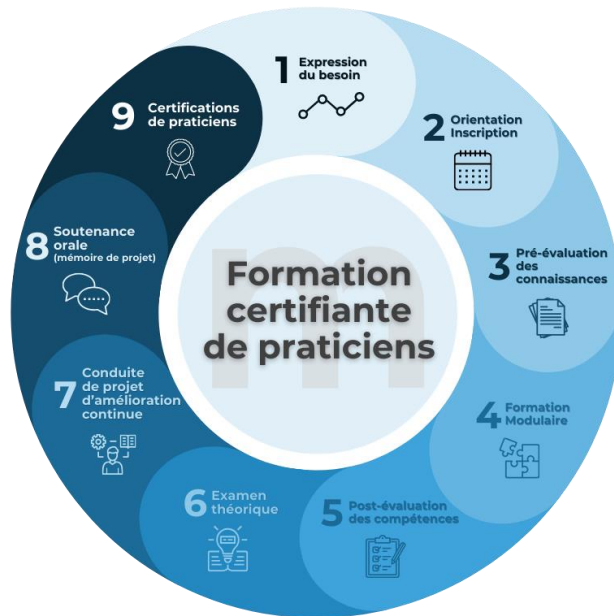 Formation
certifiante
de praticiens
1 Expression
du besoin
2 Orientation
Inscription
3 Pré-évaluation
des
connaissances
4 Formation
Modulaire
5 Post-évaluation
des compétences
6 Examen
théorique
7 Conduite
de projet
d'amélioration
continue
8 Soutenance
orale
(mémoire de projet)
9 Certifications
de praticiens
m